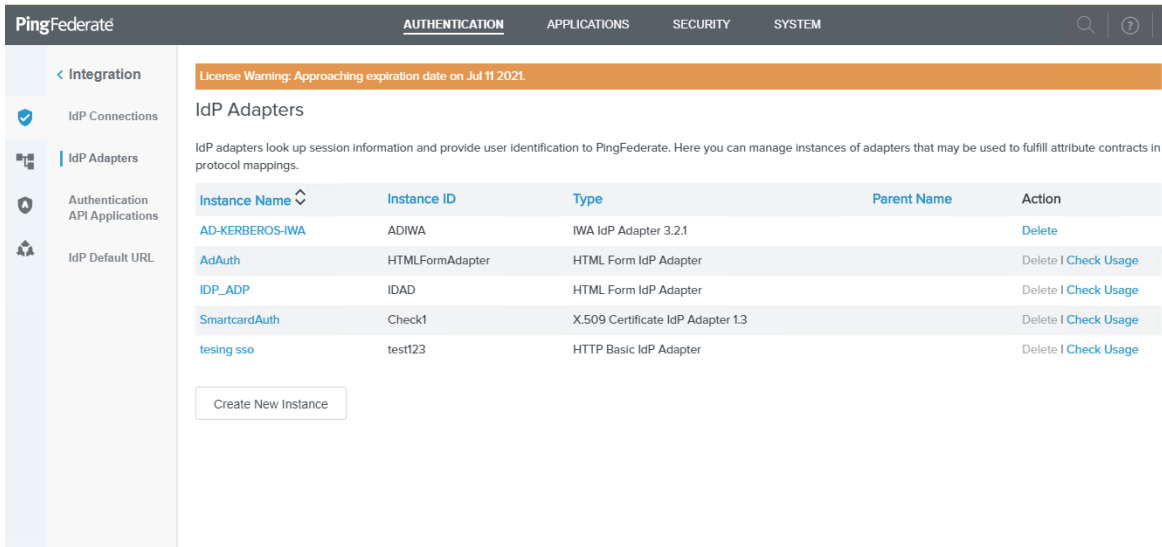 PingFederate AUTHENTICATION APPLICATIONS SECURITY SYSTEM
Integration
IdP Connections
IdP Adapters
Authentication
API Applications
IdP Default URL
License Warning: Approaching expiration date on Jul 11 2021.
IdP Adapters
IdP adapters look up session information and provide user identification to PingFederate. Here you can manage instances of adapters that may be used to fulfill attribute contracts in
protocol mappings.
Instance Name Instance ID Type Parent Name Action
AD-KERBEROS-IWA ADIWA IWA IdP Adapter 3.2.1 Delete
AdAuth HTMLFormAdapter HTML Form IdP Adapter Delete | Check Usage
IDP_ADP IDAD HTML Form IdP Adapter Delete | Check Usage
SmartcardAuth Check1 X.509 Certificate IdP Adapter 1.3 Delete | Check Usage
tesing sso test123 HTTP Basic IdP Adapter Delete | Check Usage
Create New Instance